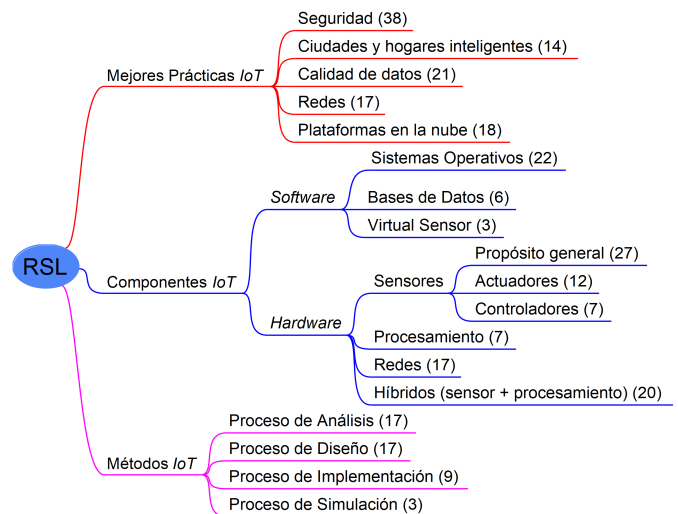 RSL
Mejores Prácticas IoT
Seguridad (38)
Ciudades y hogares inteligentes (14)
Calidad de datos (21)
Redes (17)
Plataformas en la nube (18)
Componentes IoT
Software
Sistemas Operativos (22)
Bases de Datos (6)
Virtual Sensor (3)
Hardware
Sensores
Propósito general (27)
Actuadores (12)
Controladores (7)
Procesamiento (7)
Redes (17)
Híbridos (sensor + procesamiento) (20)
Métodos IoT
Proceso de Análisis (17)
Proceso de Diseño (17)
Proceso de Implementación (9)
Proceso de Simulación (3)